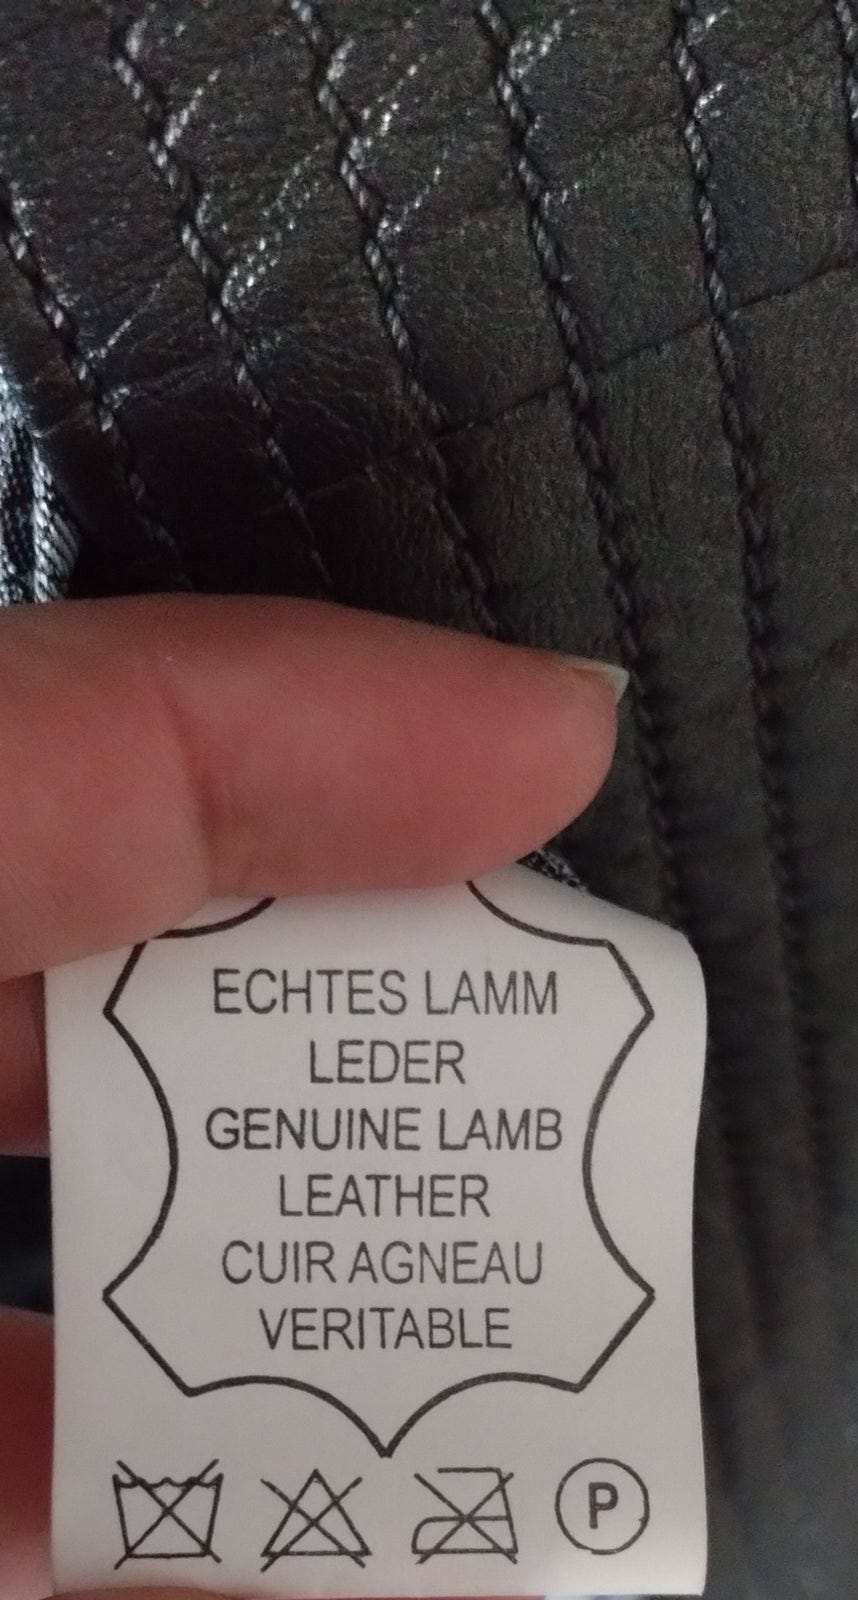 ECHTES LAMM
LEDER
GENUINE LAMB
LEATHER
CUIR AGNEAU
VERITABLE
P